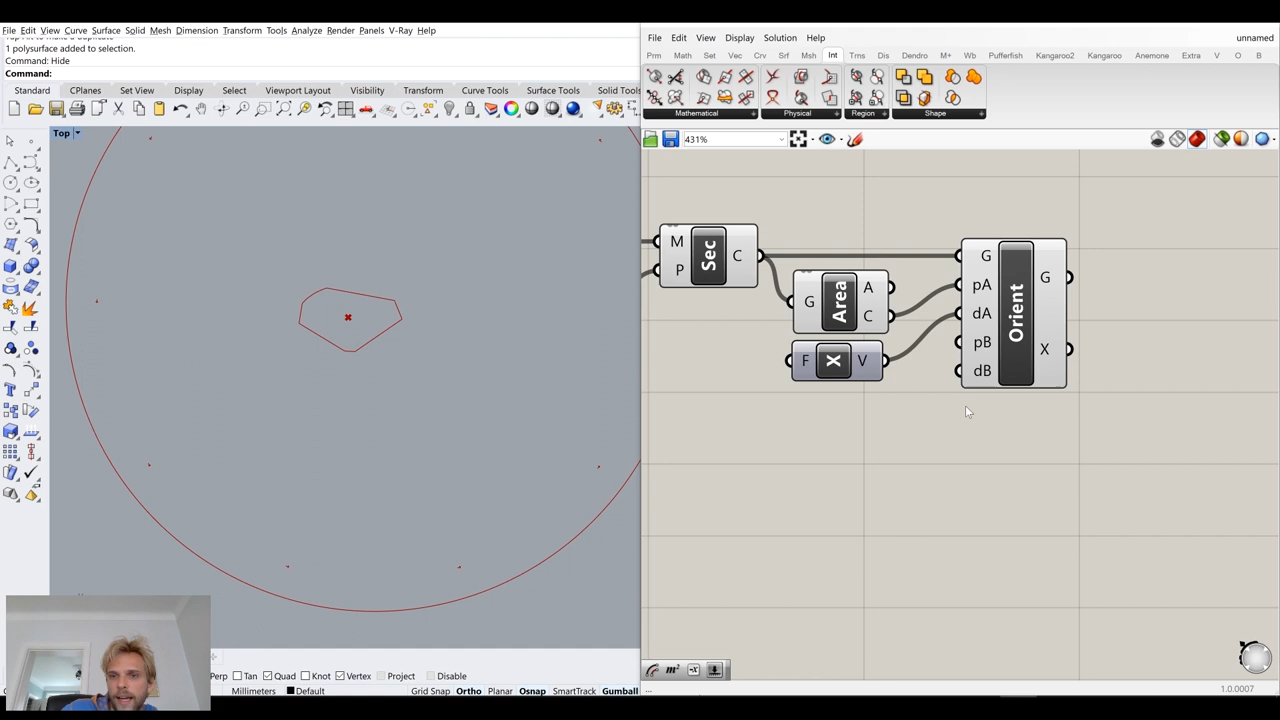 File Edit View Curve Surface Solid Mesh Dimension Transform Tools Analyze Render Panels V-Ray Help
1 polysurface added to selection.
Command: Hide
Command:
Standard CPlanes Set View Display Select Viewport Layout Visibility Transform Curve Tools Surface Tools Solid Tools
Top
Perp Tan Quad Knot Vertex Project Disable
Millimeters Default Grid Snap Ortho Planar Osnap SmartTrack Gumball
File Edit View Display Solution Help unnamed
Prm Math Set Vec Crv Srf Msh Int Trns Dis Dendro M+ Wb Pufferfish Kangaroo2 Kangaroo Anemone Extra V O B
Mathematical Physical Region Shape
431%
M P Sec C
G Area A C
F X V
G pA dA pB dB Orient G X
m²
...
1.0.0007